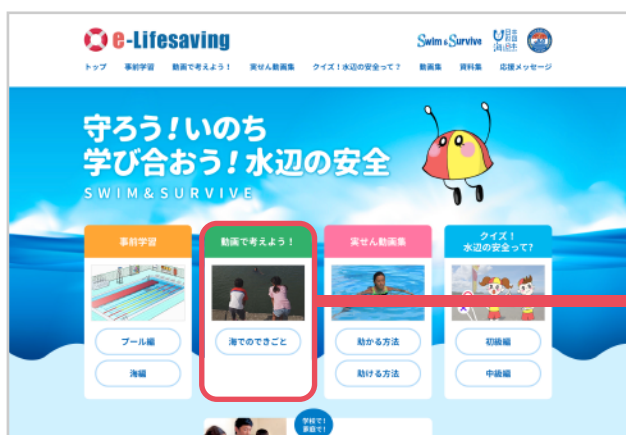 e-Lifesaving
Swim & Survive
トップ 事前学習 動画で考えよう！ 実せん動画集 クイズ！水辺の安全って？ 動画集 資料集 応援メッセージ
守ろう！いのち
学び合おう！水辺の安全
SWIM&SURVIVE
事前学習
プール編
海編
動画で考えよう！
海でのできごと
実せん動画集
助かる方法
助ける方法
クイズ！
水辺の安全って？
初級編
中級編
学校で！
家庭で！